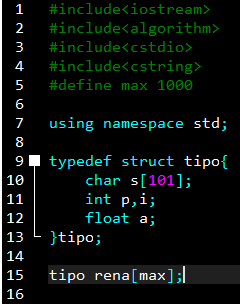 1 #include<iostream>
2 #include<algorithm>
3 #include<cstdio>
4 #include<cstring>
5 #define max 1000
6
7 using namespace std;
8
9 typedef struct tipo{
10 char s[101];
11 int p,i;
12 float a;
13 }tipo;
14
15 tipo rena[max];
16